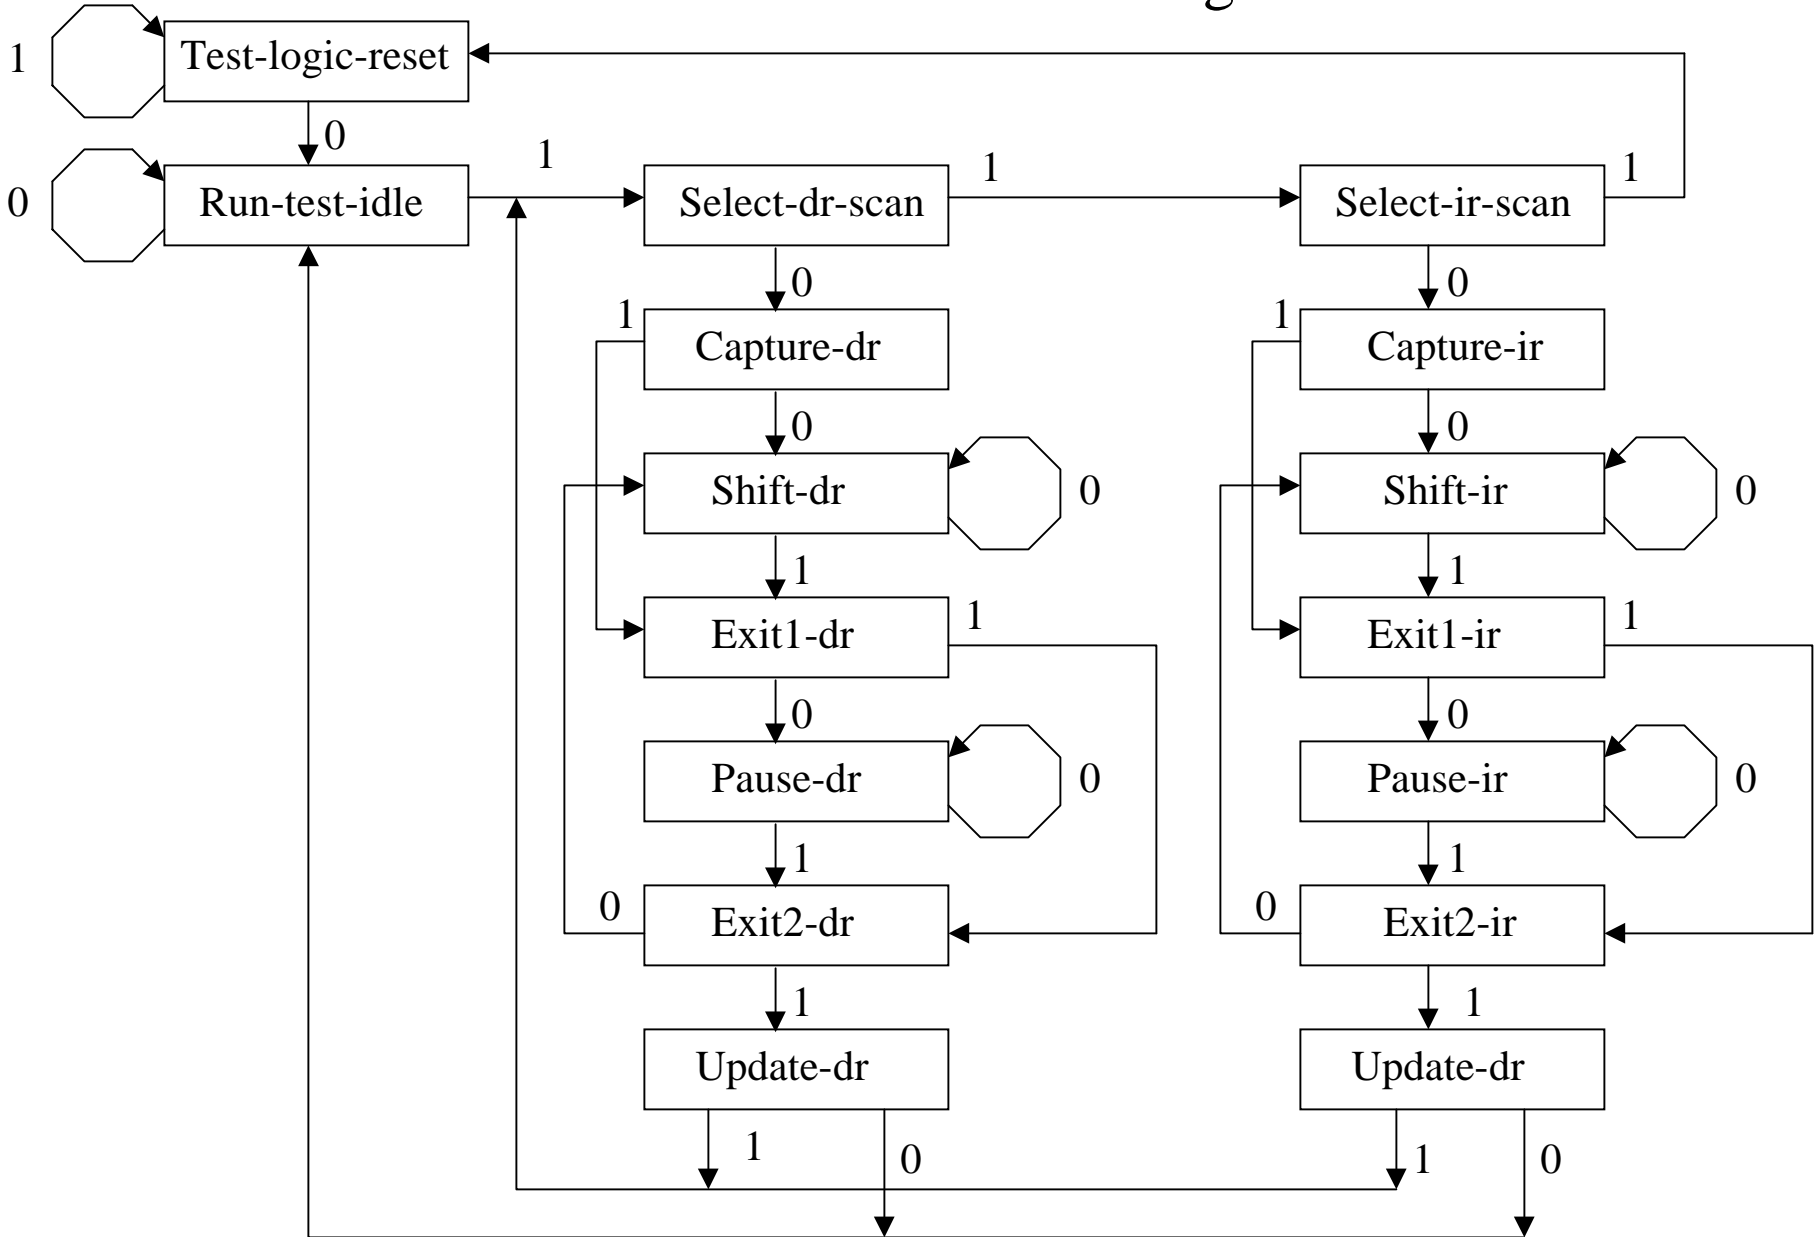 g
1
Test-logic-reset
0
0
Run-test-idle
1
Select-dr-scan
1
Select-ir-scan
1
0
0
1
Capture-dr
1
Capture-ir
0
0
Shift-dr
0
Shift-ir
0
1
1
Exit1-dr
1
Exit1-ir
1
0
0
Pause-dr
0
Pause-ir
0
1
1
0
Exit2-dr
0
Exit2-ir
1
1
Update-dr
Update-dr
1
0
1
0